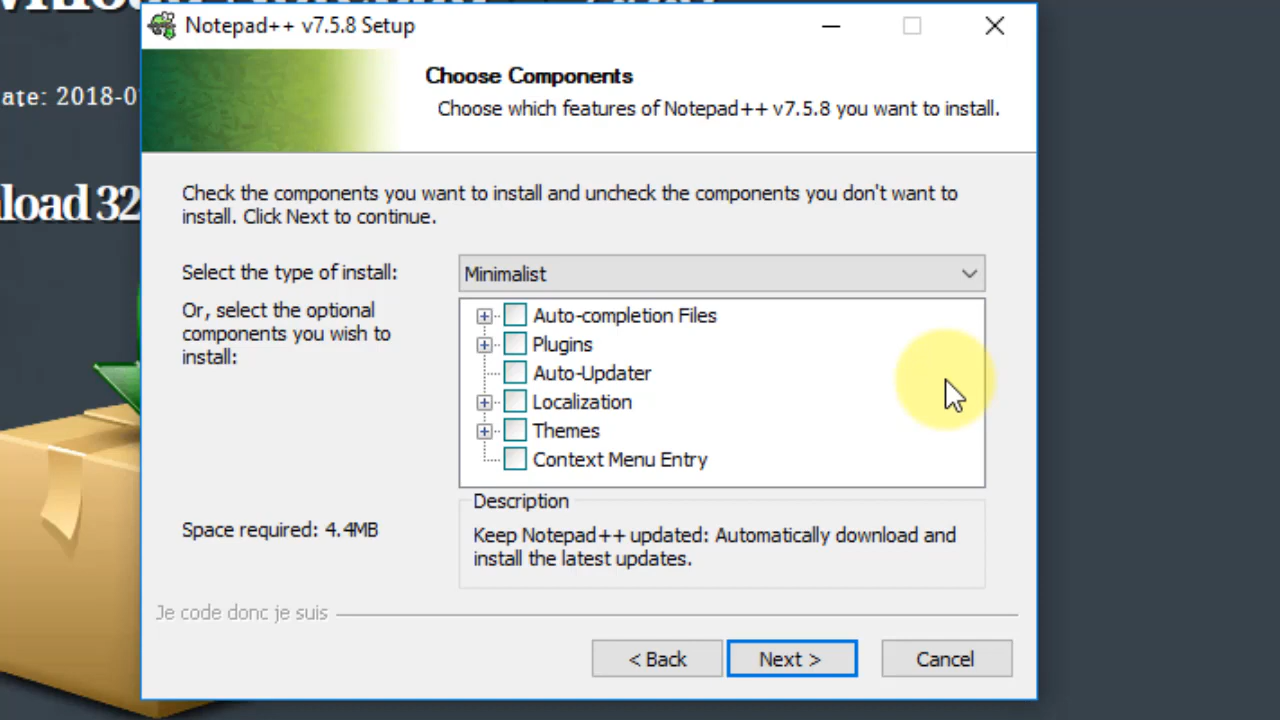 Notepad++ v7.5.8 Setup
Choose Components
Choose which features of Notepad++ v7.5.8 you want to install.
ate: 2018-0
load 32
Check the components you want to install and uncheck the components you don't want to
install. Click Next to continue.
Select the type of install:
Minimalist
Or, select the optional
components you wish to
install:
Auto-completion Files
Plugins
Auto-Updater
Localization
Themes
Context Menu Entry
Space required: 4.4MB
Description
Keep Notepad++ updated: Automatically download and
install the latest updates.
Je code donc je suis
< Back
Next >
Cancel